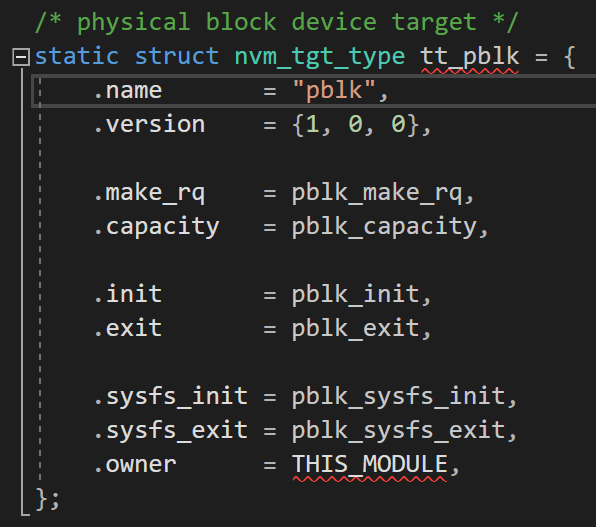 /* physical block device target */
static struct nvm_tgt_type tt_pblk = {
    .name       = "pblk",
    .version    = {1, 0, 0},

    .make_rq    = pblk_make_rq,
    .capacity   = pblk_capacity,

    .init       = pblk_init,
    .exit       = pblk_exit,

    .sysfs_init = pblk_sysfs_init,
    .sysfs_exit = pblk_sysfs_exit,
    .owner      = THIS_MODULE,
};